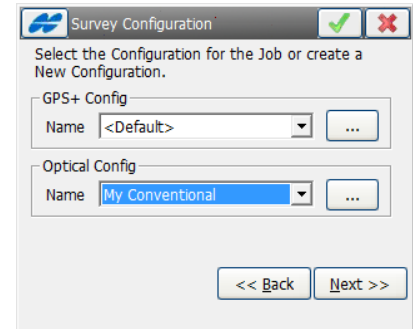 Survey Configuration
Select the Configuration for the Job or create a
New Configuration.
GPS+ Config
Name <Default> ...
Optical Config
Name My Conventional ...
<< Back Next >>